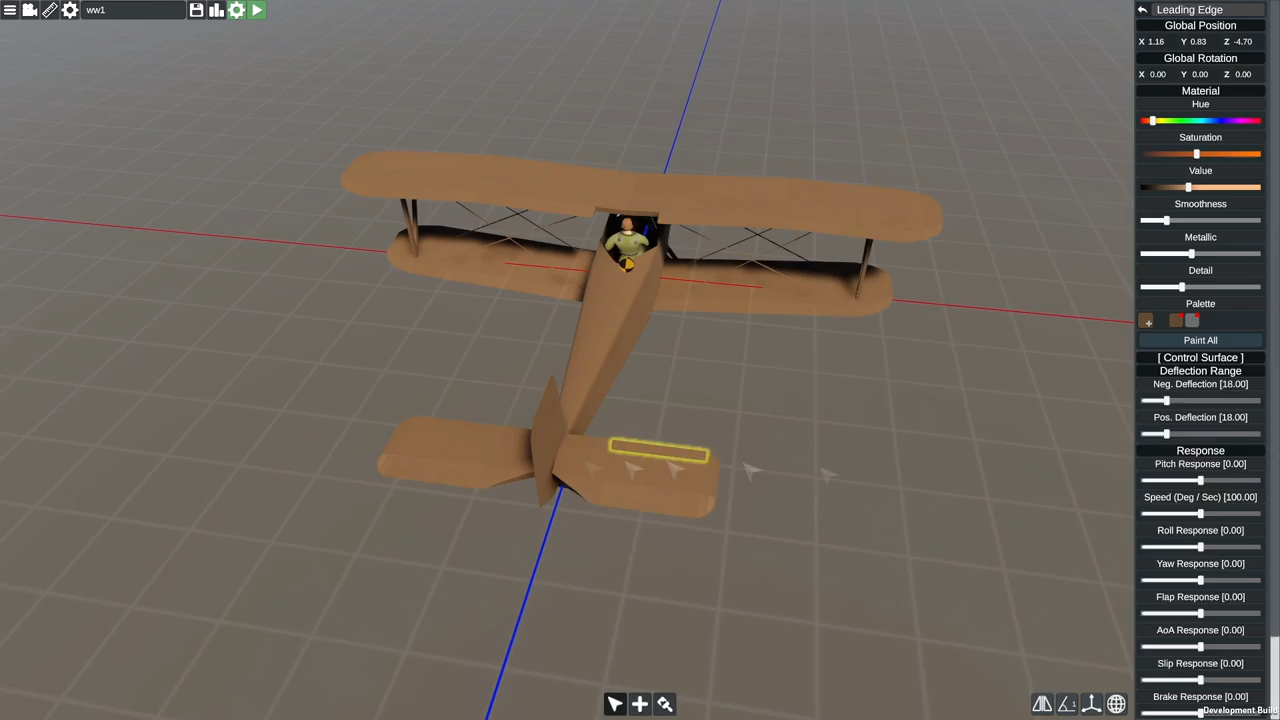 ww1
Leading Edge
Global Position
X 1.16 Y 0.83 Z -4.70
Global Rotation
X 0.00 Y 0.00 Z 0.00
Material
Hue
Saturation
Value
Smoothness
Metallic
Detail
Palette
Paint All
[ Control Surface ]
Deflection Range
Neg. Deflection [18.00]
Pos. Deflection [18.00]
Response
Pitch Response [0.00]
Speed (Deg / Sec) [100.00]
Roll Response [0.00]
Yaw Response [0.00]
Flap Response [0.00]
AoA Response [0.00]
Slip Response [0.00]
Brake Response [0.00]
Development Build